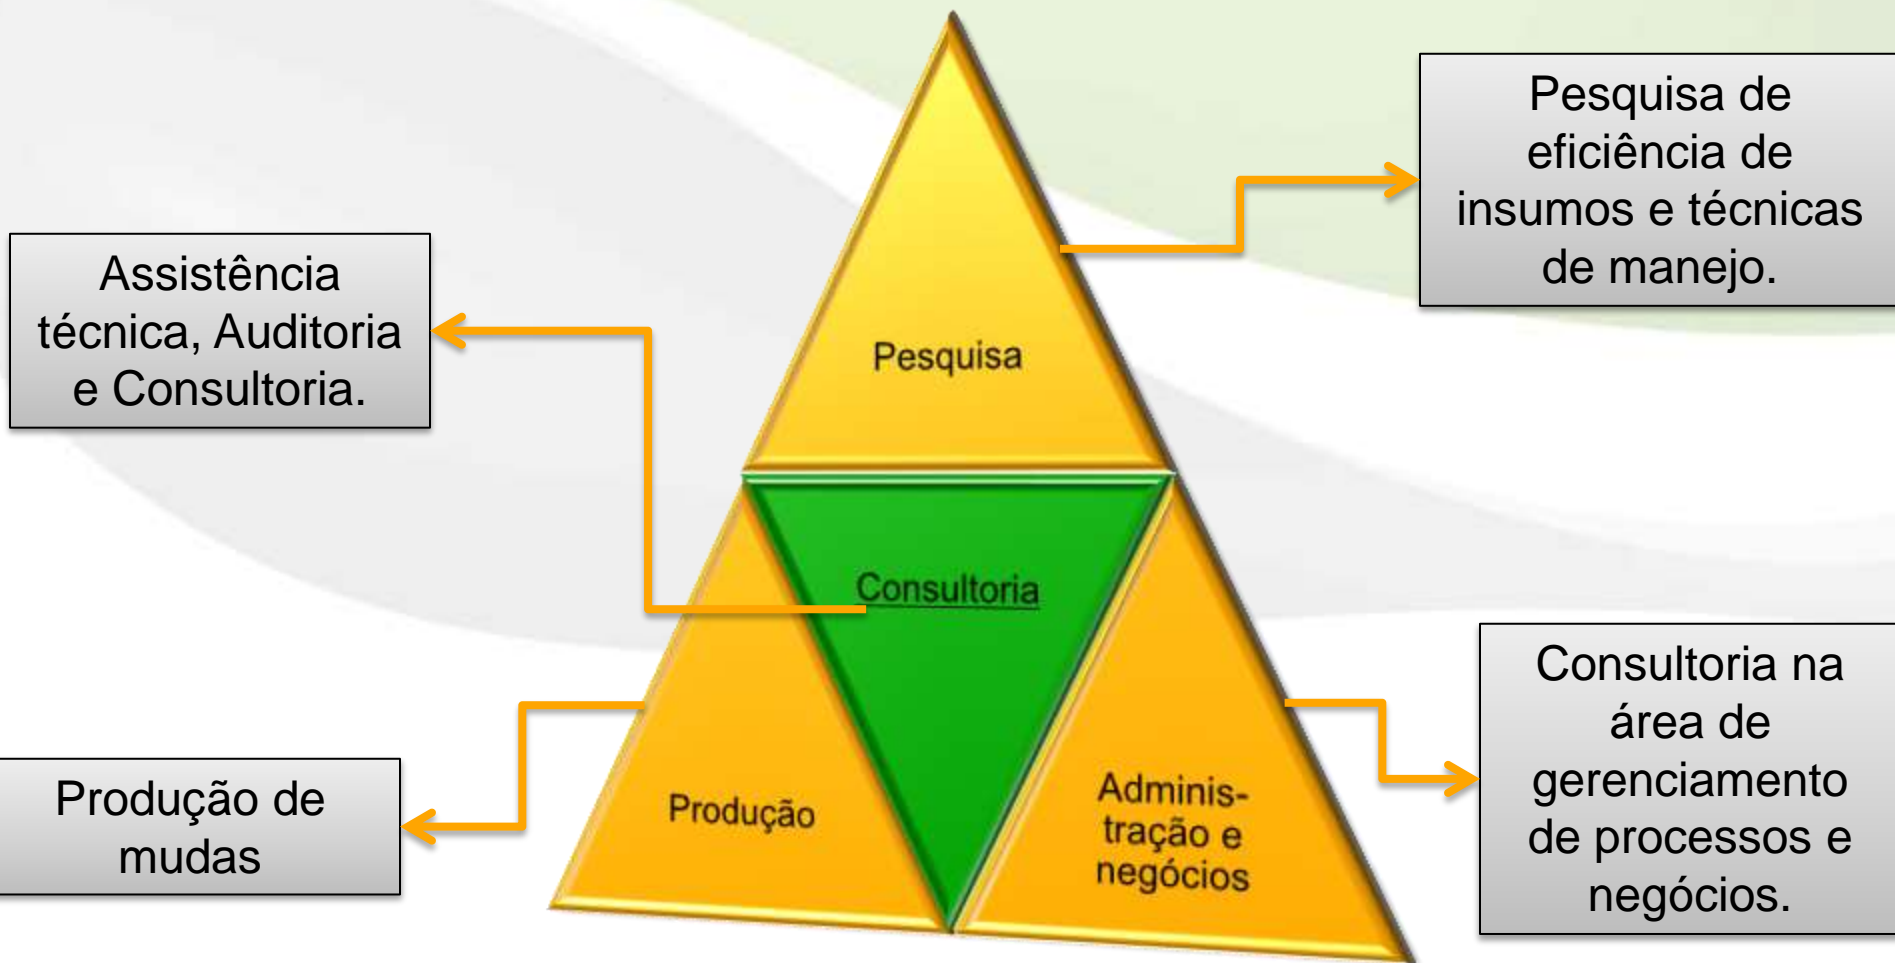 Pesquisa de
eficiência de
insumos e técnicas
de manejo.
Assistência
técnica, Auditoria
e Consultoria.
Pesquisa
Consultoria
Produção
Adminis-
tração e
negócios
Produção de
mudas
Consultoria na
área de
gerenciamento
de processos e
negócios.